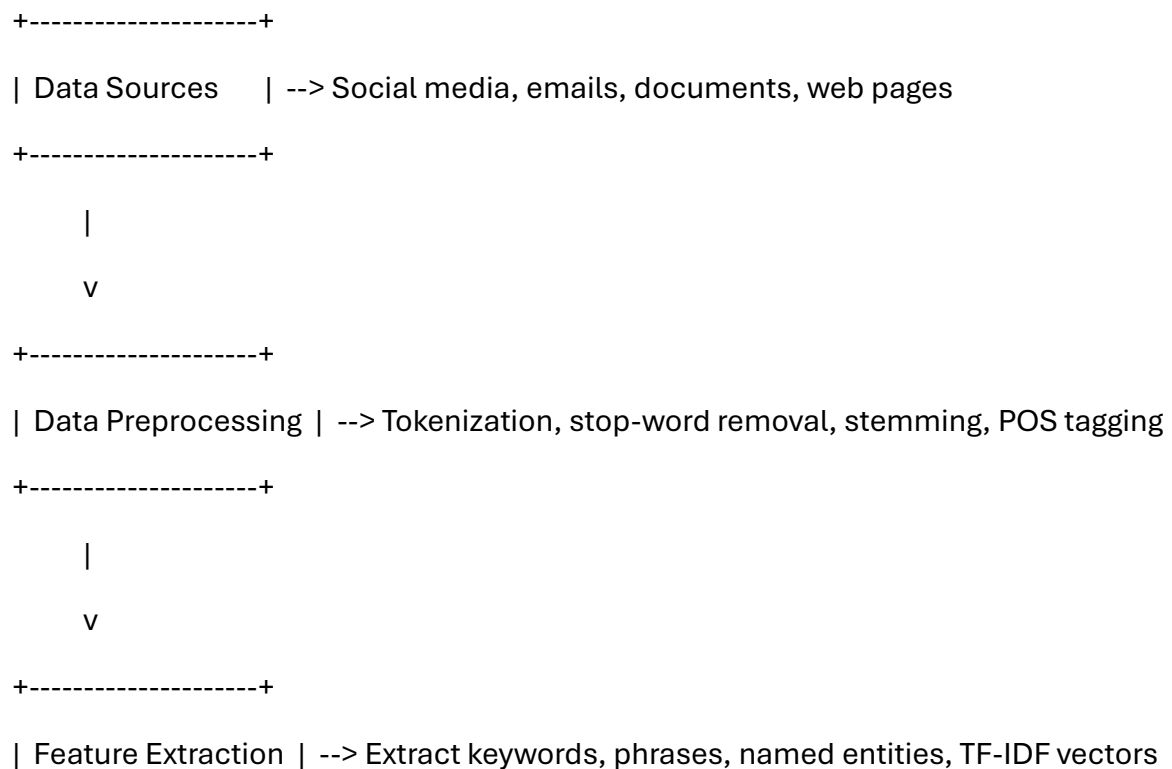 +---------------------+
| Data Sources | --> Social media, emails, documents, web pages
+---------------------+
|
v
+---------------------+
| Data Preprocessing | --> Tokenization, stop-word removal, stemming, POS tagging
+---------------------+
|
v
+---------------------+
| Feature Extraction | --> Extract keywords, phrases, named entities, TF-IDF vectors